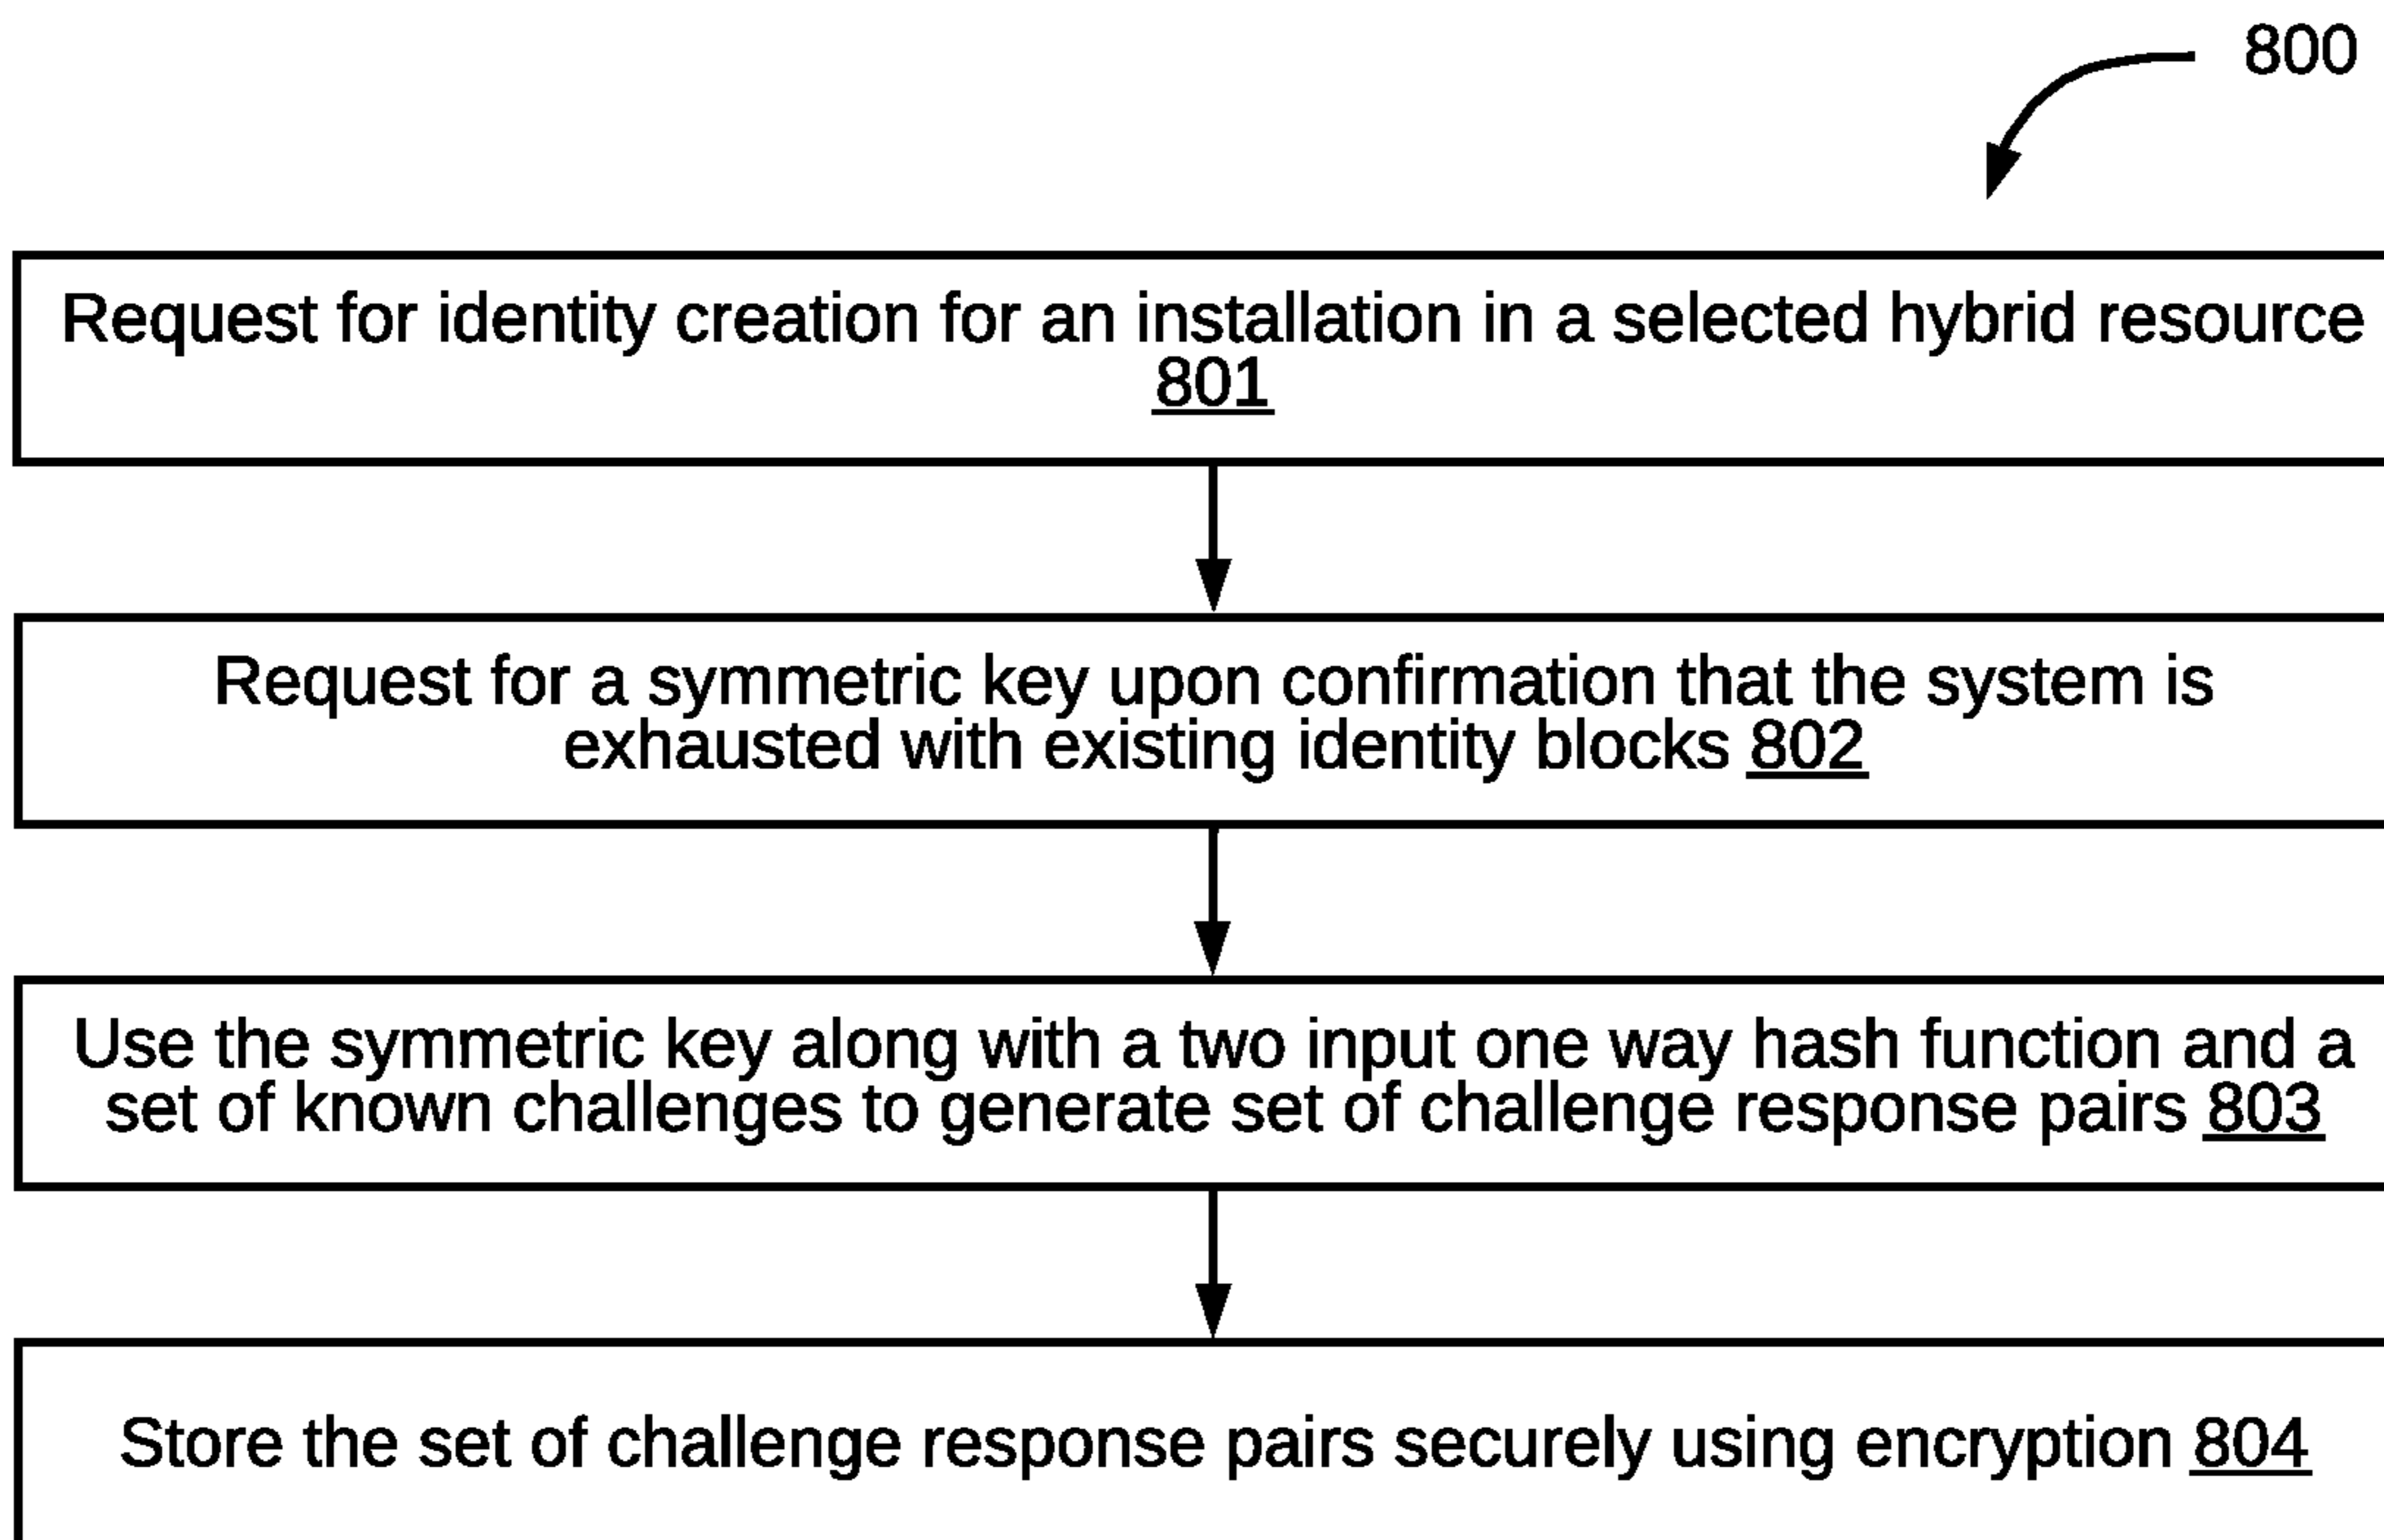 800
Request for identity creation for an installation in a selected hybrid resource
801
Request for a symmetric key upon confirmation that the system is
exhausted with existing identity blocks 802
Use the symmetric key along with a two input one way hash function and a
set of known challenges to generate set of challenge response pairs 803
Store the set of challenge response pairs securely using encryption 804